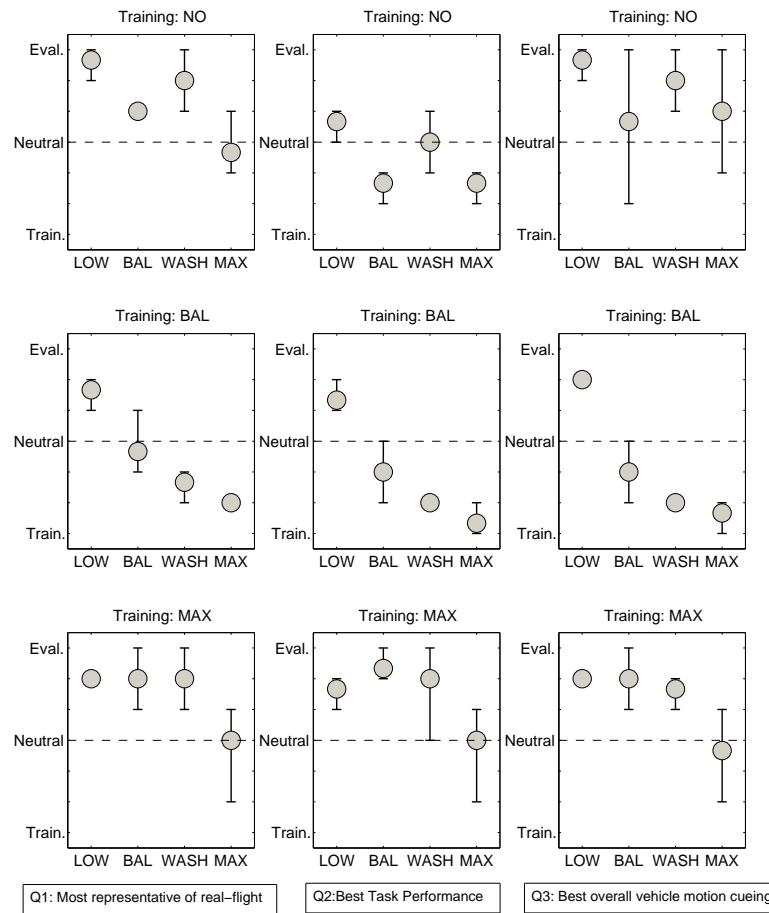 Training: NO
Training: NO
Training: NO
Eval.
Neutral
Train.
LOW BAL WASH MAX
Eval.
Neutral
Train.
LOW BAL WASH MAX
Eval.
Neutral
Train.
LOW BAL WASH MAX
Training: BAL
Training: BAL
Training: BAL
Eval.
Neutral
Train.
LOW BAL WASH MAX
Eval.
Neutral
Train.
LOW BAL WASH MAX
Eval.
Neutral
Train.
LOW BAL WASH MAX
Training: MAX
Training: MAX
Training: MAX
Eval.
Neutral
Train.
LOW BAL WASH MAX
Eval.
Neutral
Train.
LOW BAL WASH MAX
Eval.
Neutral
Train.
LOW BAL WASH MAX
Q1: Most representative of real−flight
Q2:Best Task Performance
Q3: Best overall vehicle motion cueing